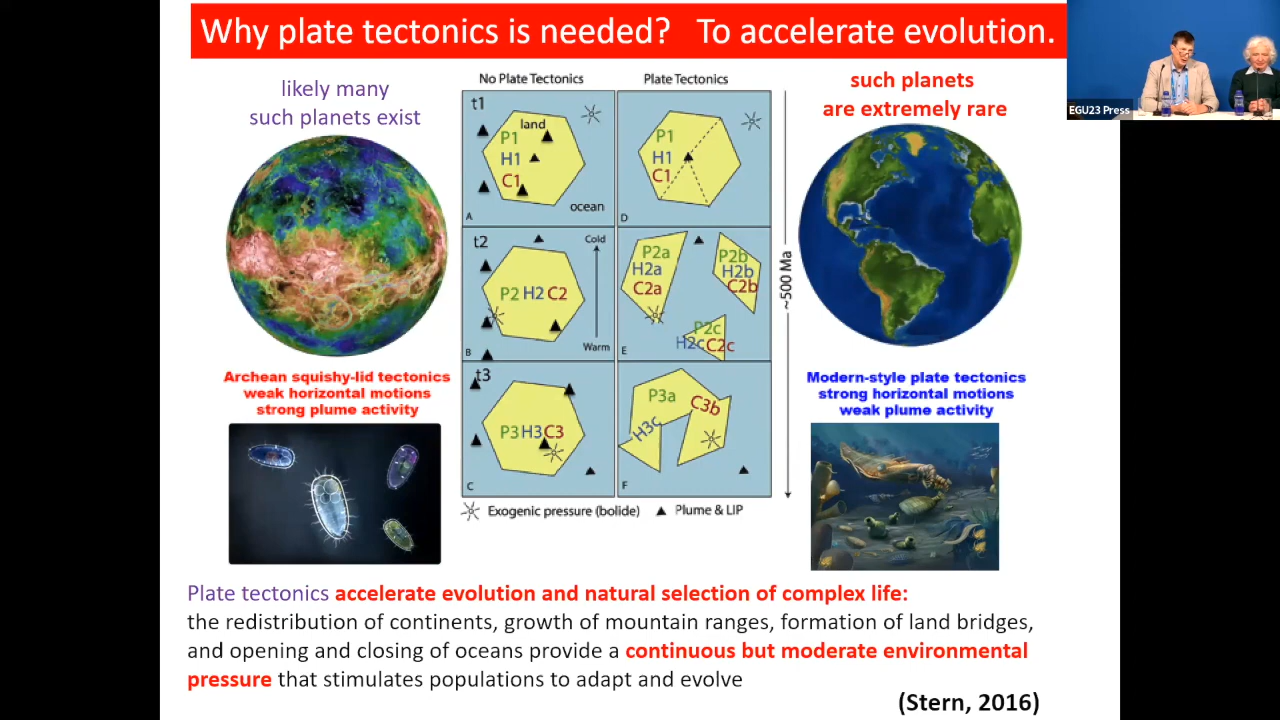 Why plate tectonics is needed? To accelerate evolution.
EGU23 Press
likely many
such planets exist
such planets
are extremely rare
No Plate Tectonics
Plate Tectonics
t1
land
P1
H1
C1
ocean
A
P1
H1
C1
D
t2
Cold
P2 H2 C2
Warm
B
P2a
H2a
C2a
P2b
H2b
C2b
P2c
H2c C2c
E
~500 Ma
t3
P3 H3 C3
C
P3a
C3b
H3c
F
Exogenic pressure (bolide)
Plume & LIP
Archean squishy-lid tectonics
weak horizontal motions
strong plume activity
Modern-style plate tectonics
strong horizontal motions
weak plume activity
Plate tectonics accelerate evolution and natural selection of complex life:
the redistribution of continents, growth of mountain ranges, formation of land bridges,
and opening and closing of oceans provide a continuous but moderate environmental
pressure that stimulates populations to adapt and evolve
(Stern, 2016)